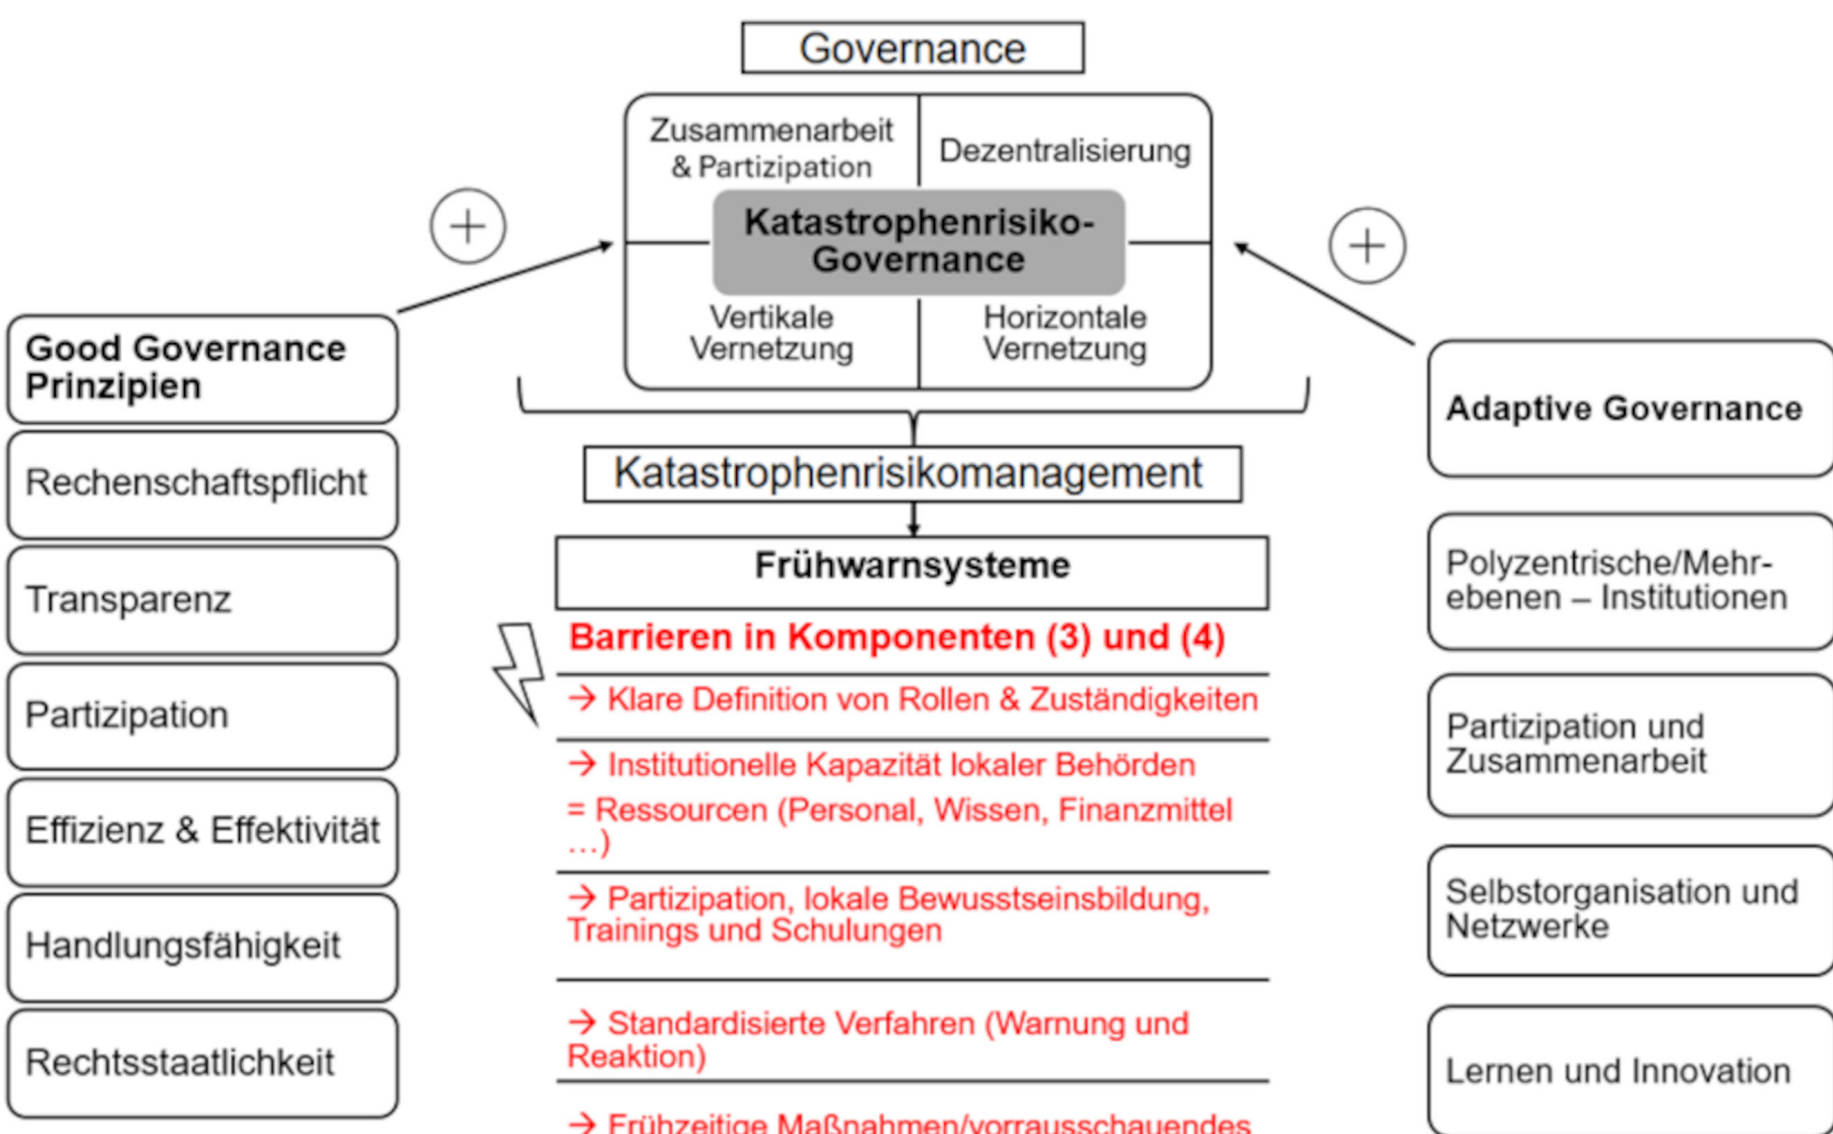 Governance
Zusammenarbeit
& Partizipation
Dezentralisierung
Katastrophenrisiko-
Governance
Vertikale
Vernetzung
Horizontale
Vernetzung
Good Governance
Prinzipien
Rechenschaftspflicht
Transparenz
Partizipation
Effizienz & Effektivität
Handlungsfähigkeit
Rechtsstaatlichkeit
Katastrophenrisikomanagement
Frühwarnsysteme
Barrieren in Komponenten (3) und (4)
→ Klare Definition von Rollen & Zuständigkeiten
→ Institutionelle Kapazität lokaler Behörden
= Ressourcen (Personal, Wissen, Finanzmittel
…)
→ Partizipation, lokale Bewusstseinsbildung,
Trainings und Schulungen
→ Standardisierte Verfahren (Warnung und
Reaktion)
→ Frühzeitige Maßnahmen/vorrausschauendes
Adaptive Governance
Polyzentrische/Mehr-
ebenen – Institutionen
Partizipation und
Zusammenarbeit
Selbstorganisation und
Netzwerke
Lernen und Innovation